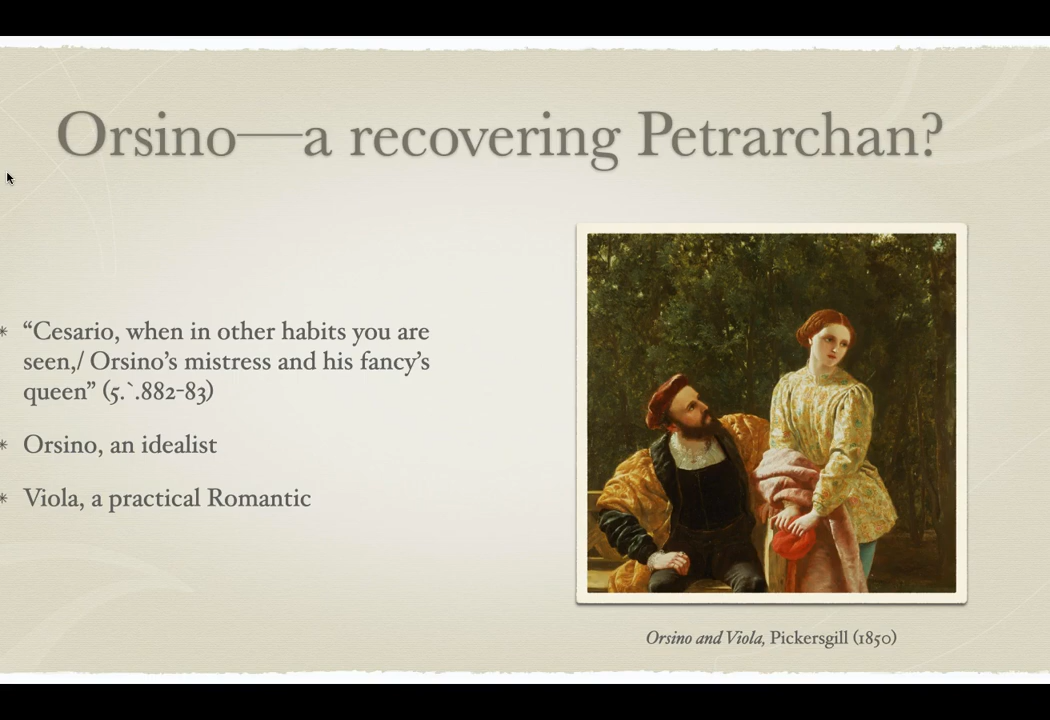 Orsino—a recovering Petrarchan?
“Cesario, when in other habits you are
seen,/ Orsino’s mistress and his fancy’s
queen” (5.`.882-83)
Orsino, an idealist
Viola, a practical Romantic
Orsino and Viola, Pickersgill (1850)